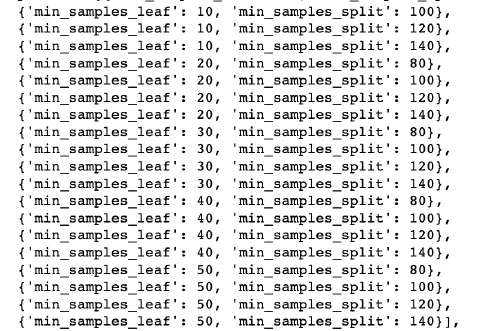 {'min_samples_leaf': 10, 'min_samples_split': 100},
{'min_samples_leaf': 10, 'min_samples_split': 120},
{'min_samples_leaf': 10, 'min_samples_split': 140},
{'min_samples_leaf': 20, 'min_samples_split': 80},
{'min_samples_leaf': 20, 'min_samples_split': 100},
{'min_samples_leaf': 20, 'min_samples_split': 120},
{'min_samples_leaf': 20, 'min_samples_split': 140},
{'min_samples_leaf': 30, 'min_samples_split': 80},
{'min_samples_leaf': 30, 'min_samples_split': 100},
{'min_samples_leaf': 30, 'min_samples_split': 120},
{'min_samples_leaf': 30, 'min_samples_split': 140},
{'min_samples_leaf': 40, 'min_samples_split': 80},
{'min_samples_leaf': 40, 'min_samples_split': 100},
{'min_samples_leaf': 40, 'min_samples_split': 120},
{'min_samples_leaf': 40, 'min_samples_split': 140},
{'min_samples_leaf': 50, 'min_samples_split': 80},
{'min_samples_leaf': 50, 'min_samples_split': 100},
{'min_samples_leaf': 50, 'min_samples_split': 120},
{'min_samples_leaf': 50, 'min_samples_split': 140}],